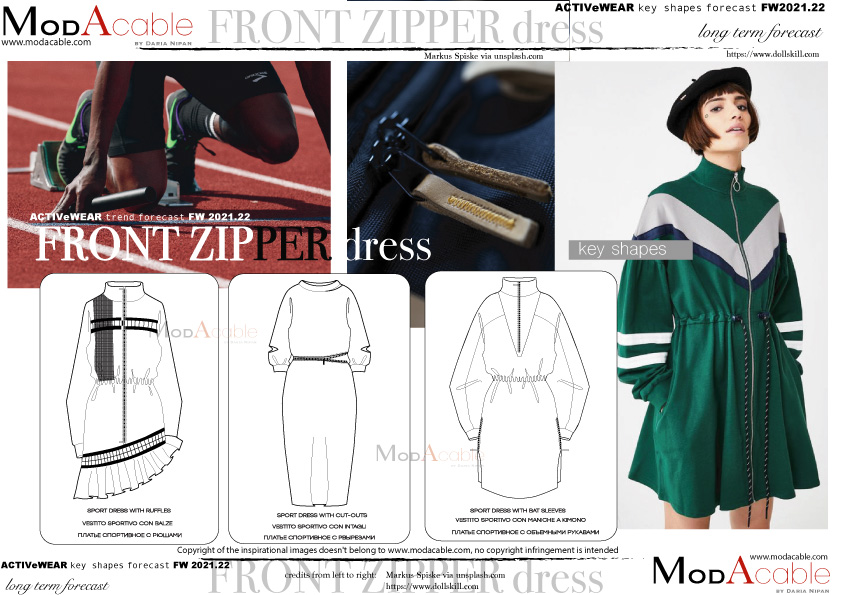 MODAcable
www.modacable.com
BY DARIA NIPAN
FRONT ZIPPER dress
ACTIVeWEAR key shapes forecast FW2021.22
long term forecast
Markus Spiske via unsplash.com
https://www.dollskill.com
ACTIVeWEAR trend forecast FW 2021.22
FRONT ZIPPER dress
key shapes
MODAcable
MODAcable
SPORT DRESS WITH RUFFLES
VESTITO SPORTIVO CON BALZE
ПЛАТЬЕ СПОРТИВНОЕ С РЮШАМИ
SPORT DRESS WITH CUT-OUTS
VESTITO SPORTIVO CON INTAGLI
ПЛАТЬЕ СПОРТИВНОЕ С РВЫРЕЗАМИ
SPORT DRESS WITH BAT SLEEVES
VESTITO SPORTIVO CON MANICHE A KIMONO
ПЛАТЬЕ СПОРТИВНОЕ С ОБЪЕМНЫМИ РУКАВАМИ
Copyright of the inspirational images doesn't belong to www.modacable.com, no copyright infringement is intended
ACTIVeWEAR key shapes forecast FW 2021.22
long term forecast
FRONT ZIPPER dress
credits from left to right: Markus Spiske via unsplash.com
https://www.dollskill.com
www.modacable.com
MODAcable
BY DARIA NIPAN